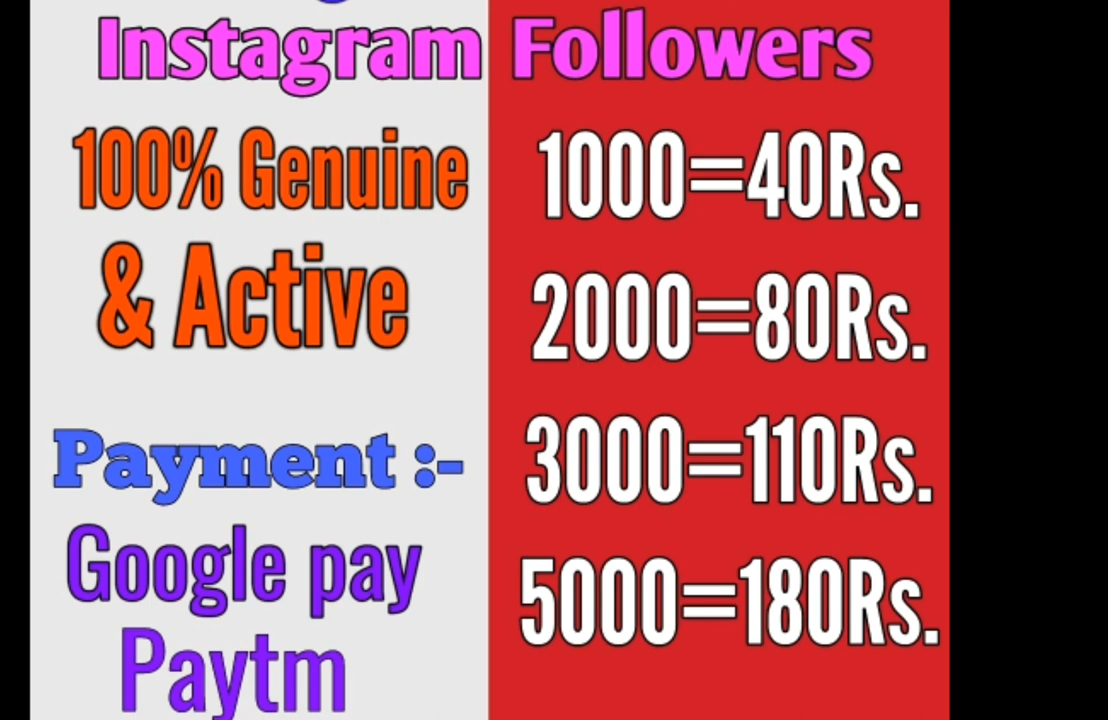 Instagram Followers
100% Genuine
& Active
Payment :-
Google pay
Paytm
1000=40Rs.
2000=80Rs.
3000=110Rs.
5000=180Rs.